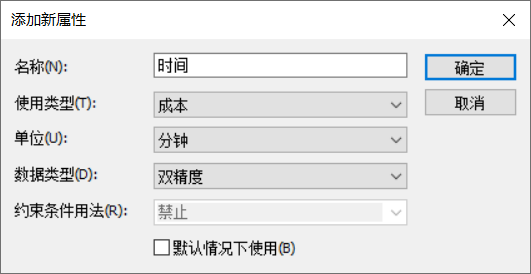 添加新属性
名称(N): 时间 确定
使用类型(T): 成本 取消
单位(U): 分钟
数据类型(D): 双精度
约束条件用法(R): 禁止
默认情况下使用(B)